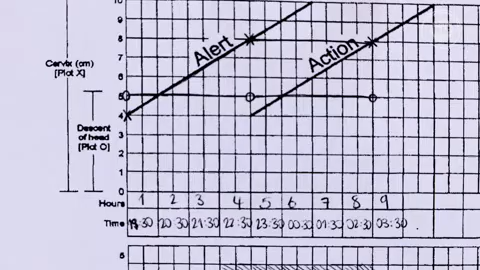 10
9
Alert
Action
8
Cervix (cm)
[Plot X]
7
6
5
4
Descent
of head
[Plot O]
3
2
1
0
Hours 1 2 3 4 5 6 7 8 9
Time 19:30 20 30 21:30 22:30 23:30 00:30 01:30 02:30 03:30